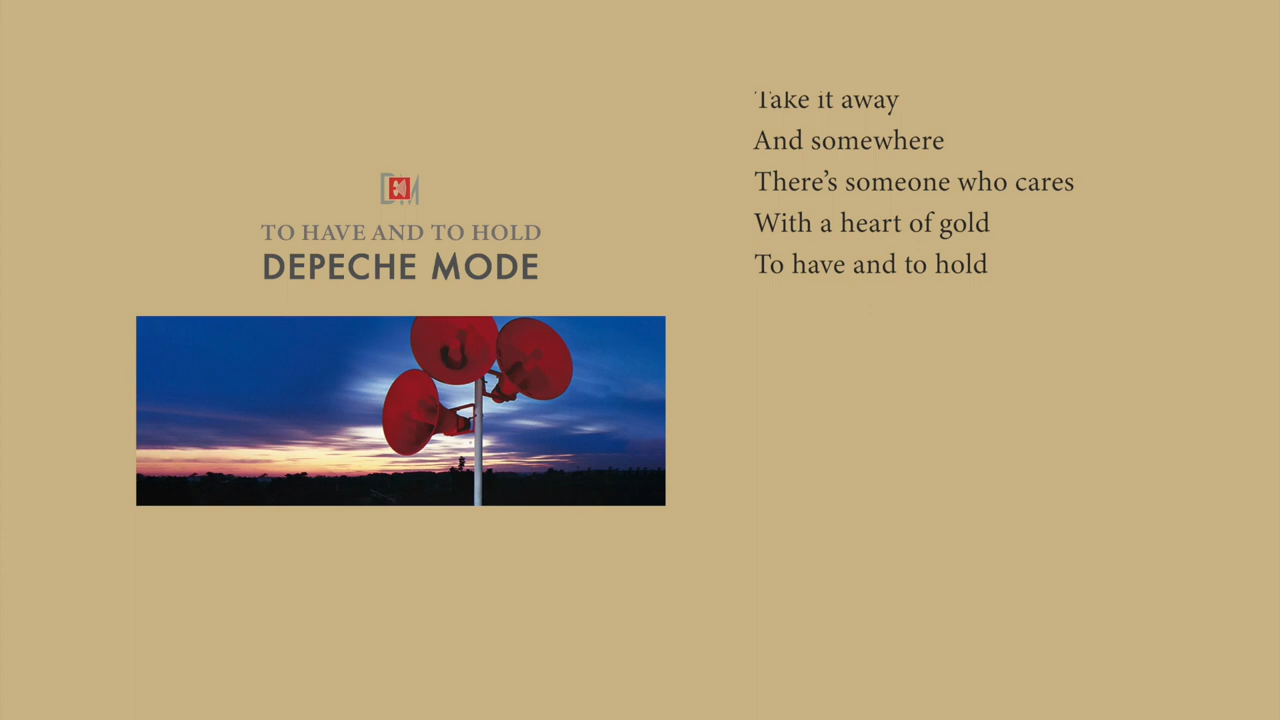 DM
TO HAVE AND TO HOLD
DEPECHE MODE
Take it away
And somewhere
There’s someone who cares
With a heart of gold
To have and to hold